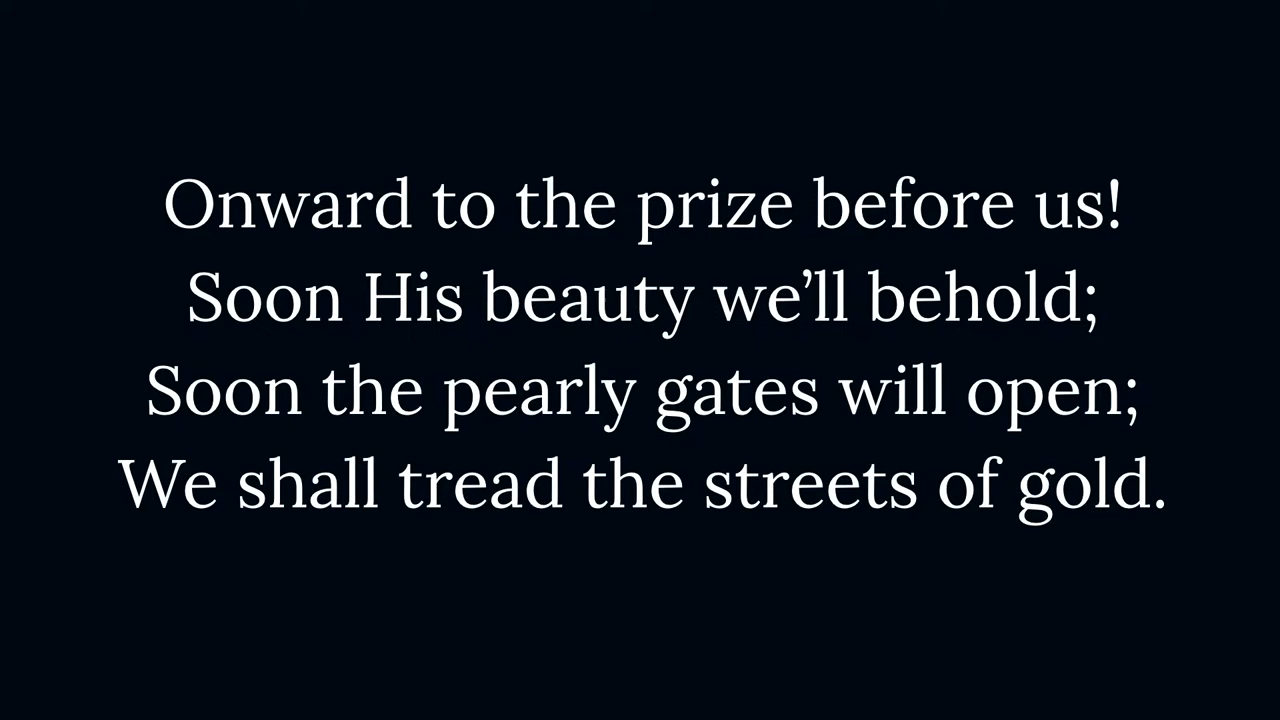 Onward to the prize before us!
Soon His beauty we’ll behold;
Soon the pearly gates will open;
We shall tread the streets of gold.